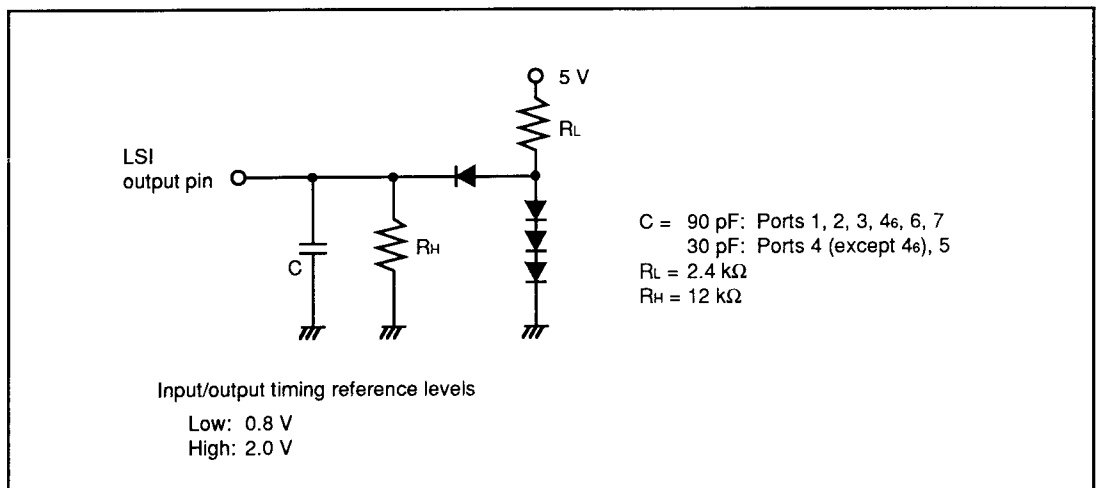 5 V
RL
LSI
output pin
C
RH
C = 90 pF: Ports 1, 2, 3, 46, 6, 7
30 pF: Ports 4 (except 46), 5
RL = 2.4 kΩ
RH = 12 kΩ
Input/output timing reference levels
Low: 0.8 V
High: 2.0 V